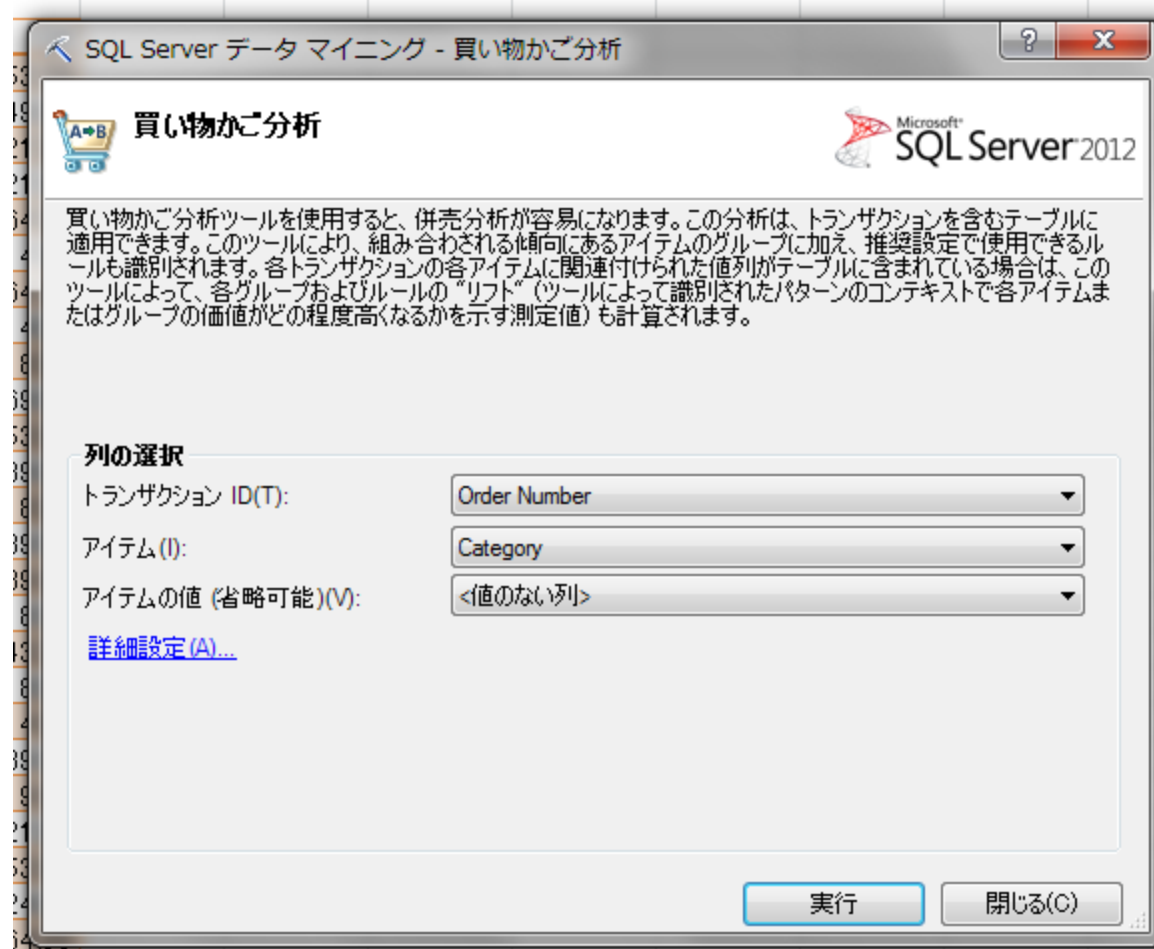 SQL Server データ マイニング - 買い物かご分析
A B
買い物かご分析
Microsoft
SQL Server 2012
買い物かご分析ツールを使用すると、併売分析が容易になります。この分析は、トランザクションを含むテーブルに
適用できます。このツールにより、組み合わされる傾向にあるアイテムのグループに加え、推奨設定で使用できるル
ールも識別されます。各トランザクションの各アイテムに関連付けられた値列がテーブルに含まれている場合は、この
ツールによって、各グループおよびルールの "リフト" (ツールによって識別されたパターンのコンテキストで各アイテムま
たはグループの価値がどの程度高くなるかを示す測定値) も計算されます。
列の選択
トランザクション ID(T):
Order Number
アイテム(I):
Category
アイテムの値 (省略可能)(V):
<値のない列>
詳細設定(A)...
実行
閉じる(C)